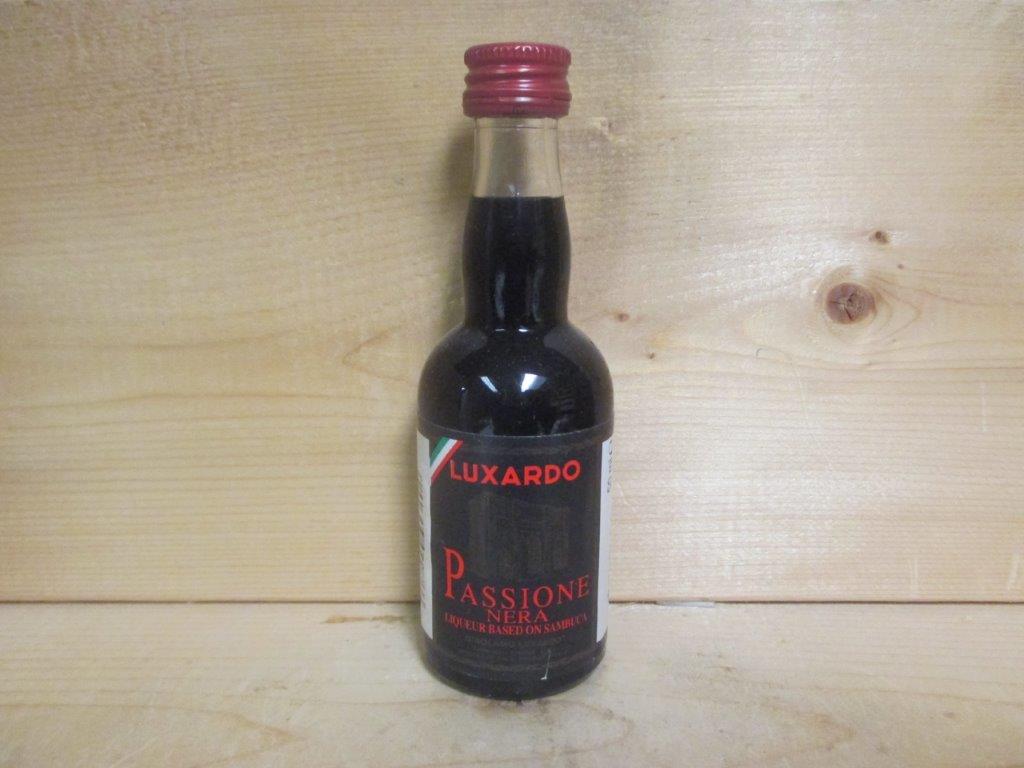 LUXARDO
PASSIONE
NERA
LIQUEUR BASED ON SAMBUCA